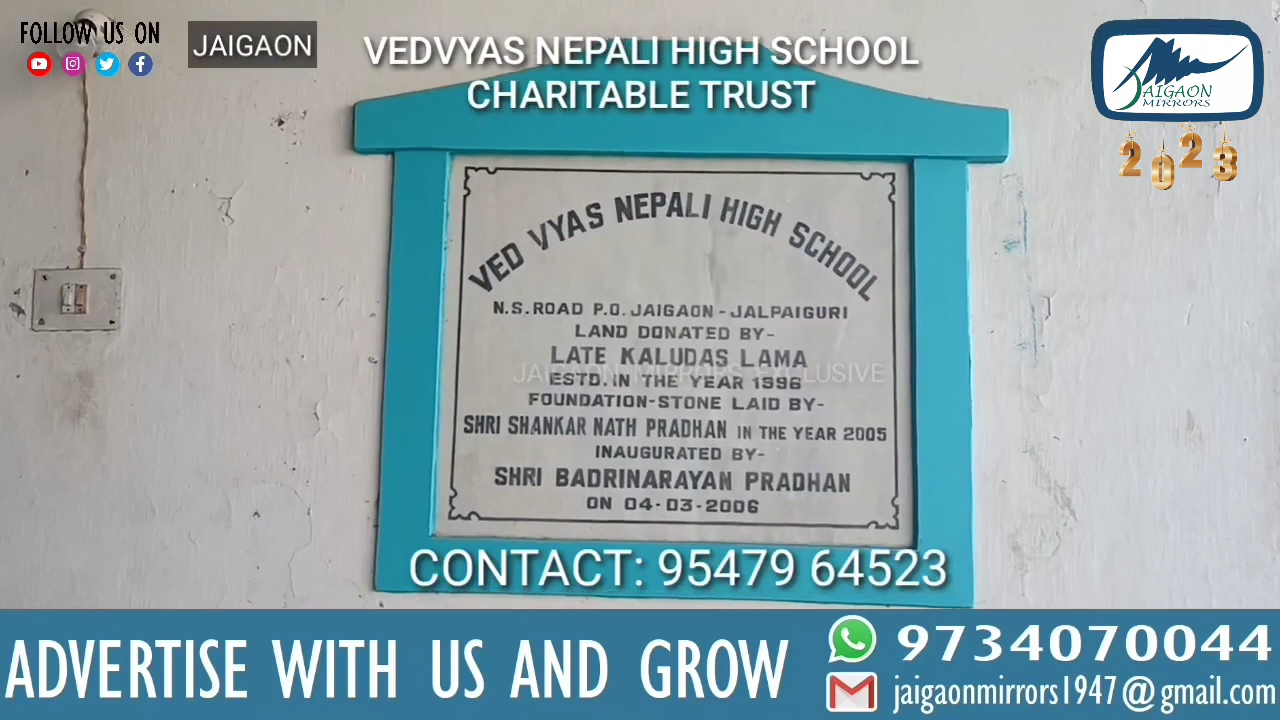 FOLLOW US ON
JAIGAON
VEDVYAS NEPALI HIGH SCHOOL
CHARITABLE TRUST
JAIGAON
MIRRORS
2023
VED VYAS NEPALI HIGH SCHOOL
N.S.ROAD P.O. JAIGAON - JALPAIGURI
LAND DONATED BY-
LATE KALUDAS LAMA
JAIGAON MIRRORS EXCLUSIVE
ESTD. IN THE YEAR 1996
FOUNDATION-STONE LAID BY-
SHRI SHANKAR NATH PRADHAN IN THE YEAR 2005
INAUGURATED BY-
SHRI BADRINARAYAN PRADHAN
ON 04-03-2006
CONTACT: 95479 64523
ADVERTISE WITH US AND GROW
9734070044
jaigaonmirrors1947@gmail.com